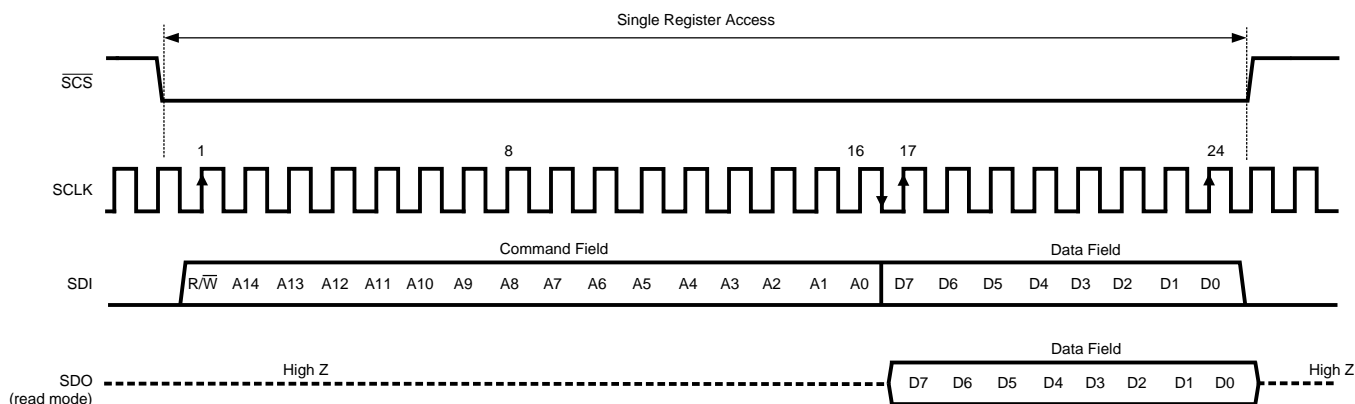 Single Register Access
SCS
1 8 16 17 24
SCLK
Command Field Data Field
SDI R/W A14 A13 A12 A11 A10 A9 A8 A7 A6 A5 A4 A3 A2 A1 A0 D7 D6 D5 D4 D3 D2 D1 D0
Data Field
High Z High Z
SDO D7 D6 D5 D4 D3 D2 D1 D0
(read mode)